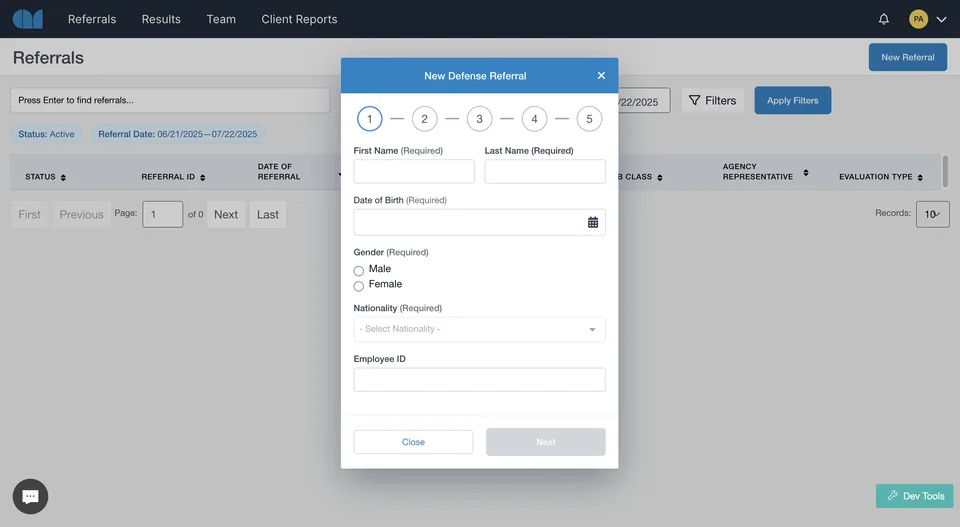 Referrals Results Team Client Reports PA
Referrals
New Referral
New Defense Referral
Press Enter to find referrals...
/22/2025
Filters
Apply Filters
1 2 3 4 5
Status: Active
Referral Date: 06/21/2025—07/22/2025
First Name (Required)
Last Name (Required)
STATUS
REFERRAL ID
DATE OF
REFERRAL
B CLASS
AGENCY
REPRESENTATIVE
EVALUATION TYPE
Date of Birth (Required)
First
Previous
Page:
1
of 0
Next
Last
Records:
10
Gender (Required)
Male
Female
Nationality (Required)
- Select Nationality -
Employee ID
Close
Next
Dev Tools